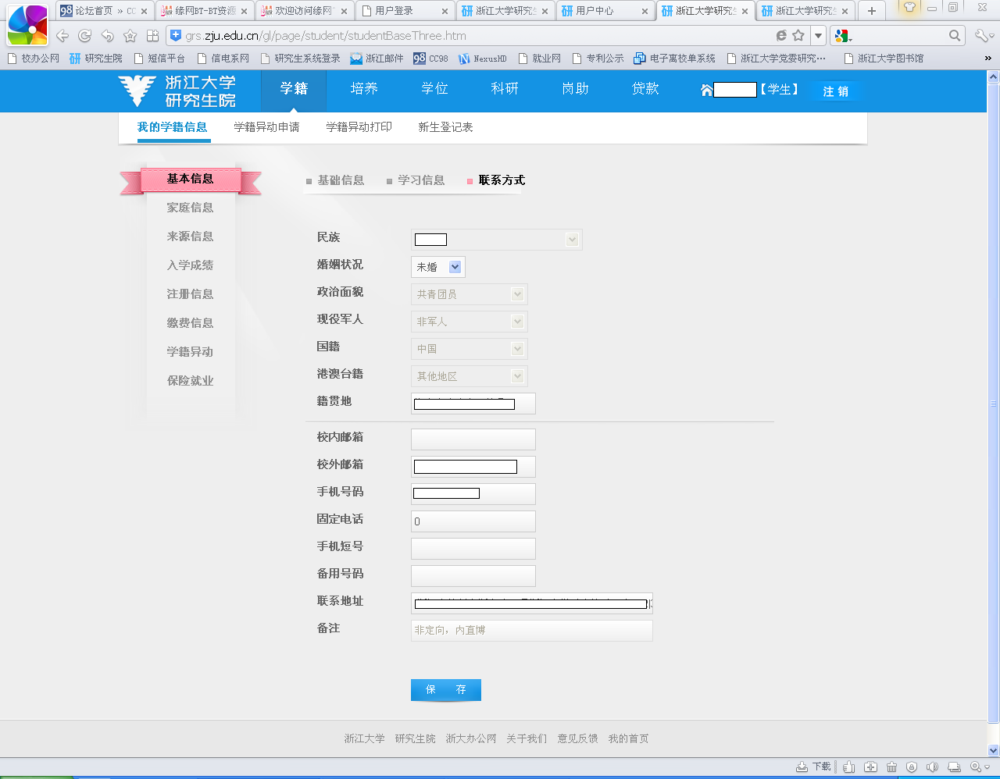 论坛首页 » CC
缘网BT-BT资源
欢迎访问缘网
用户登录
浙江大学研究生
用户中心
浙江大学研究生
浙江大学研究生
grs.zju.edu.cn/gl/page/student/studentBaseThree.htm
校办公网 研究生院 短信平台 信电系网 研究生系统登录 浙江邮件 98 CC98 NexusHD 就业网 专利公示 电子离校单系统 浙江大学党委研究… 浙江大学图书馆 »
浙江大学
研究生院
学籍 培养 学位 科研 岗助 贷款 【学生】 注 销
我的学籍信息 学籍异动申请 学籍异动打印 新生登记表
基本信息
家庭信息
来源信息
入学成绩
注册信息
缴费信息
学籍异动
保险就业
基础信息 学习信息 联系方式
民族
婚姻状况 未婚
政治面貌 共青团员
现役军人 非军人
国籍 中国
港澳台籍 其他地区
籍贯地
校内邮箱
校外邮箱
手机号码
固定电话 0
手机短号
备用号码
联系地址
备注 非定向，内直博
保 存
浙江大学 研究生院 浙大办公网 关于我们 意见反馈 我的首页
下载